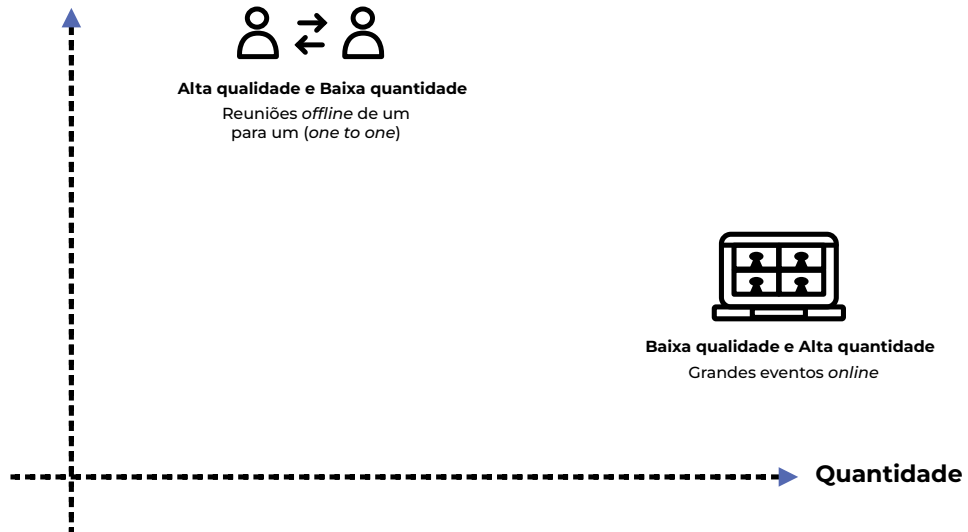 Alta qualidade e Baixa quantidade
Reuniões offline de um
para um (one to one)
Baixa qualidade e Alta quantidade
Grandes eventos online
Quantidade